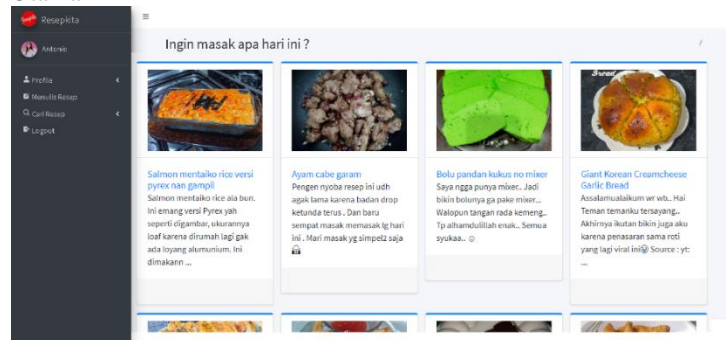 Resepkita
Antonio
Profile
Menulis Resep
Cari Resep
Logout
Ingin masak apa hari ini ?
/
Salmon mentaiko rice versi
pyrex nan gampil
Salmon mentaiko rice ala bun.
Ini emang versi Pyrex yah
seperti digambar, ukurannya
loaf karena dirumah lagi gak
ada loyang alumunium. Ini
dimakann ...
Ayam cabe garam
Pengen nyoba resep ini udh
agak lama karena badan drop
ketunda terus . Dan baru
sempat masak memasak lg hari
ini . Mari masak yg simpel2 saja
Bolu pandan kukus no mixer
Saya ngga punya mixer.. Jadi
bikin bolunya ga pake mixer...
Walopun tangan rada kemeng..
Tp alhamdulillah enak.. Semua
syukaa.. ☺
Giant Korean Creamcheese
Garlic Bread
Assalamualaikum wr wb.. Hai
Teman temanku tersayang..
Akhirnya ikutan bikin juga aku
karena penasaran sama roti
yang lagi viral ini Source : yt:
...